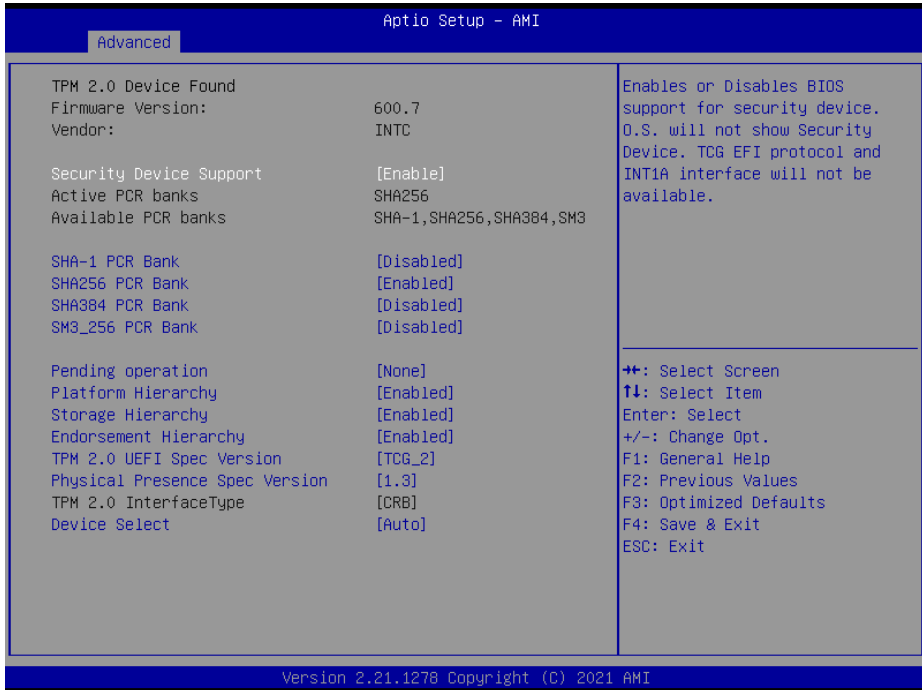 Aptio Setup - AMI
Advanced
TPM 2.0 Device Found
Firmware Version: 600.7
Vendor: INTC
Security Device Support [Enable]
Active PCR banks SHA256
Available PCR banks SHA-1,SHA256,SHA384,SM3
SHA-1 PCR Bank [Disabled]
SHA256 PCR Bank [Enabled]
SHA384 PCR Bank [Disabled]
SM3_256 PCR Bank [Disabled]
Pending operation [None]
Platform Hierarchy [Enabled]
Storage Hierarchy [Enabled]
Endorsement Hierarchy [Enabled]
TPM 2.0 UEFI Spec Version [TCG_2]
Physical Presence Spec Version [1.3]
TPM 2.0 InterfaceType [CRB]
Device Select [Auto]
Enables or Disables BIOS
support for security device.
O.S. will not show Security
Device. TCG EFI protocol and
INT1A interface will not be
available.
→←: Select Screen
↑↓: Select Item
Enter: Select
+/-: Change Opt.
F1: General Help
F2: Previous Values
F3: Optimized Defaults
F4: Save & Exit
ESC: Exit
Version 2.21.1278 Copyright (C) 2021 AMI